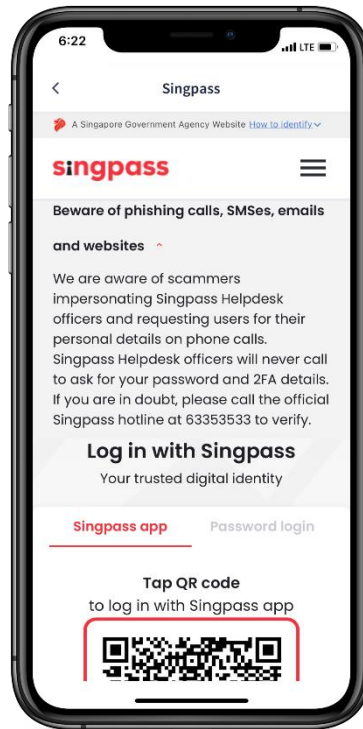 6:22
LTE
Singpass
A Singapore Government Agency Website How to identify
singpass
Beware of phishing calls, SMSes, emails
and websites
We are aware of scammers
impersonating Singpass Helpdesk
officers and requesting users for their
personal details on phone calls.
Singpass Helpdesk officers will never call
to ask for your password and 2FA details.
If you are in doubt, please call the official
Singpass hotline at 63353533 to verify.
Log in with Singpass
Your trusted digital identity
Singpass app Password login
Tap QR code
to log in with Singpass app